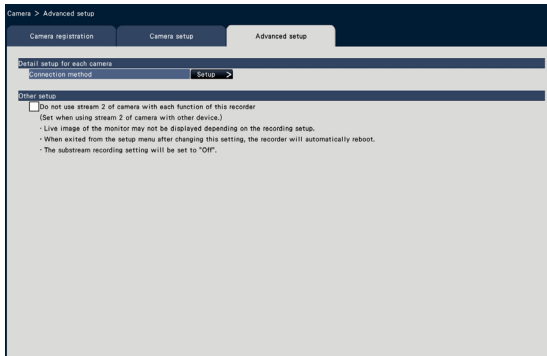 Camera > Advanced setup
Camera registration
Camera setup
Advanced setup
Detail setup for each camera
Connection method
Setup >
Other setup
Do not use stream 2 of camera with each function of this recorder
(Set when using stream 2 of camera with other device.)
・Live image of the monitor may not be displayed depending on the recording setup.
・When exited from the setup menu after changing this setting, the recorder will automatically reboot.
・The substream recording setting will be set to "Off".